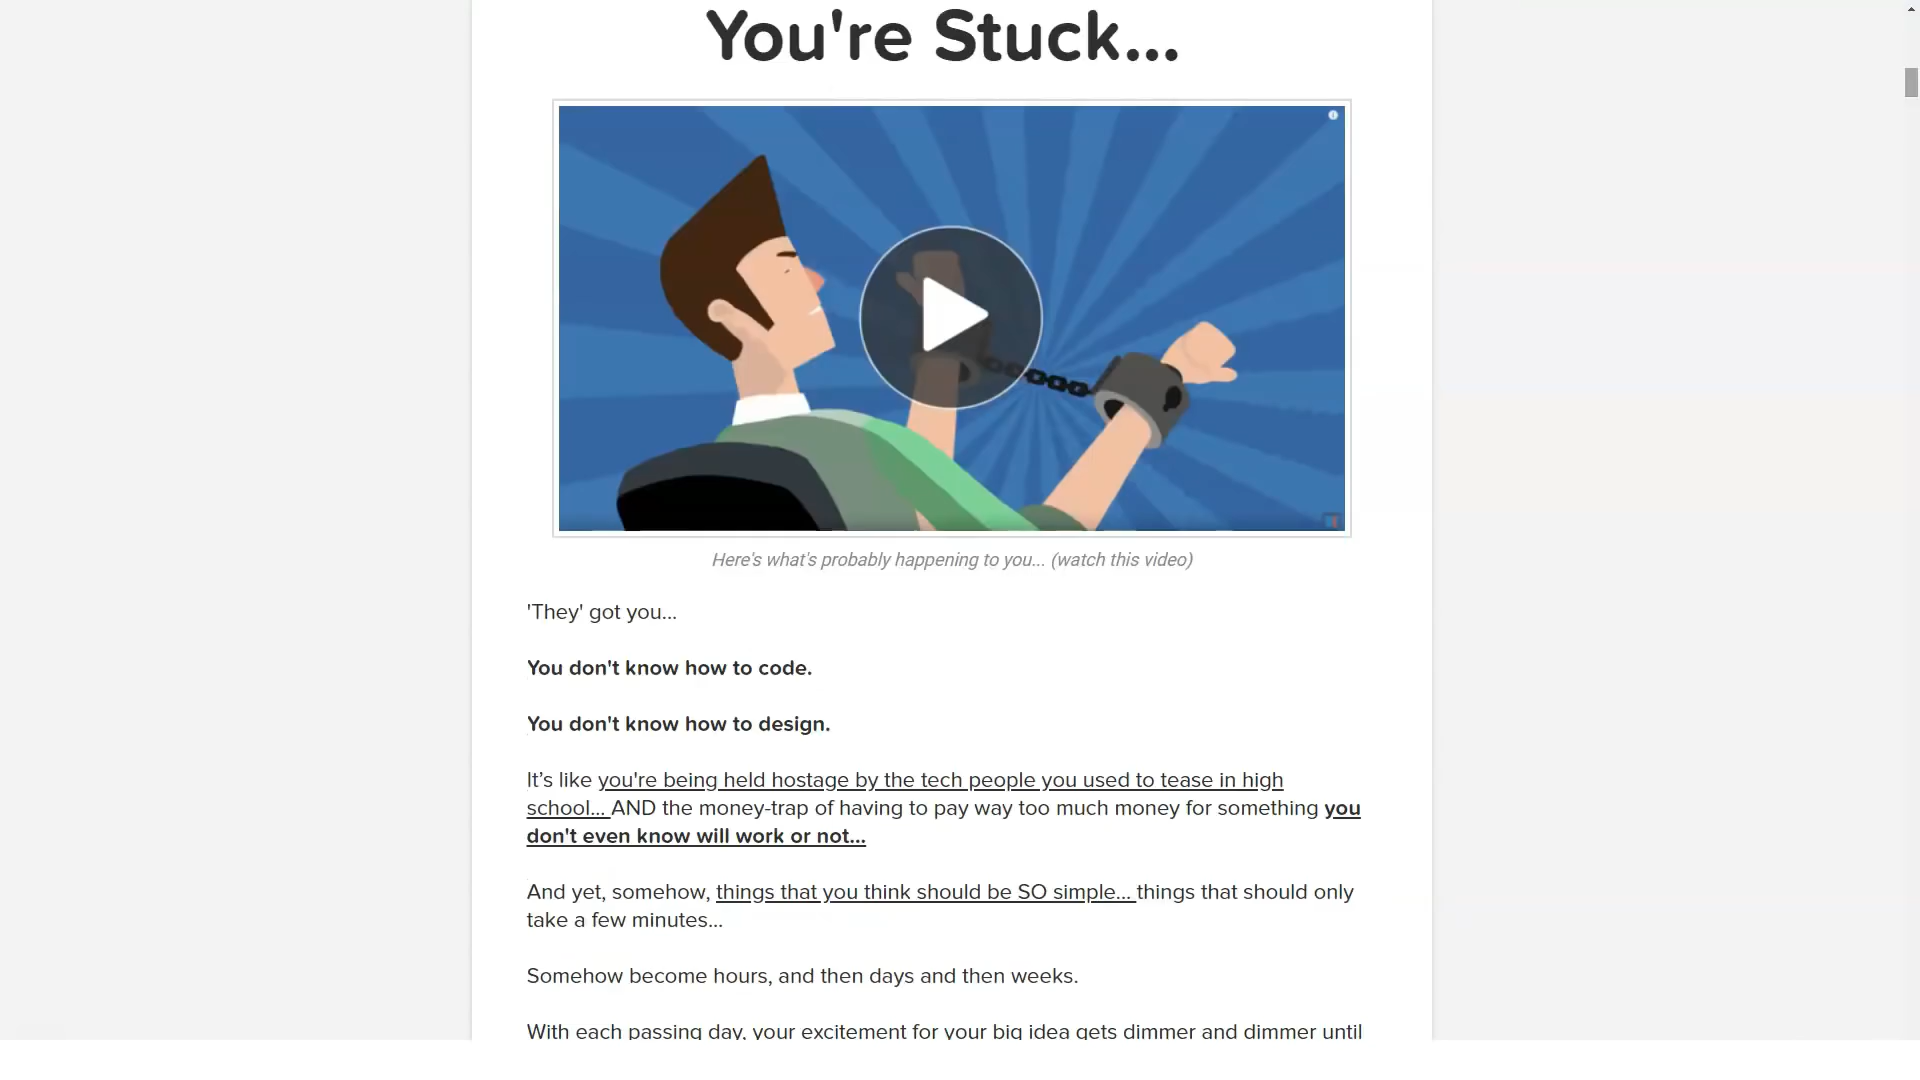 You're Stuck...
Here's what's probably happening to you... (watch this video)
'They' got you...
You don't know how to code.
You don't know how to design.
It’s like you're being held hostage by the tech people you used to tease in high
school... AND the money-trap of having to pay way too much money for something you
don't even know will work or not...
And yet, somehow, things that you think should be SO simple... things that should only
take a few minutes...
Somehow become hours, and then days and then weeks.
With each passing day, your excitement for your big idea gets dimmer and dimmer until